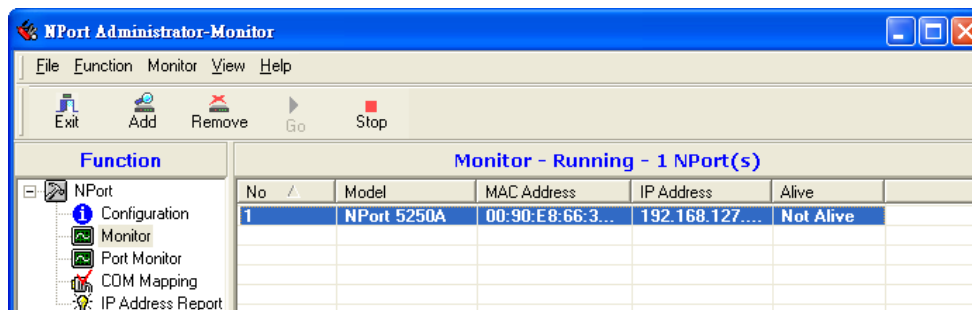 NPort Administrator-Monitor
File Function Monitor View Help
Exit Add Remove Go Stop
Function
Monitor - Running - 1 NPort(s)
NPort
Configuration
Monitor
Port Monitor
COM Mapping
IP Address Report
No Model MAC Address IP Address Alive
1 NPort 5250A 00:90:E8:66:3... 192.168.127.... Not Alive